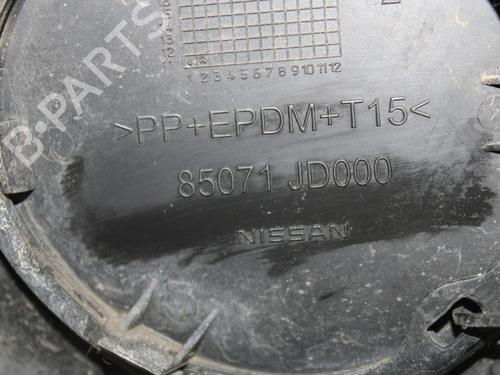 B-PARTS
1 2 3 4 5 6 7 8 9 10 11 12
>PP+EPDM+T15<
85071 JD000
NISSAN